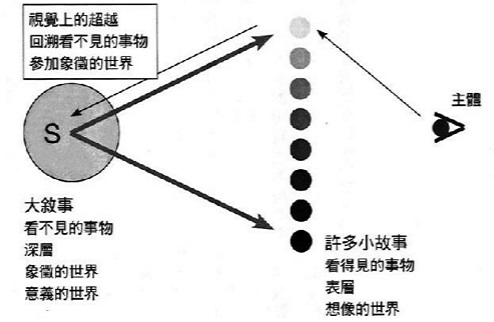 視覺上的超越
回溯看不見的事物
參加象徵的世界
S
主體
大敘事
看不見的事物
深層
象徵的世界
意義的世界
許多小故事
看得見的事物
表層
想像的世界